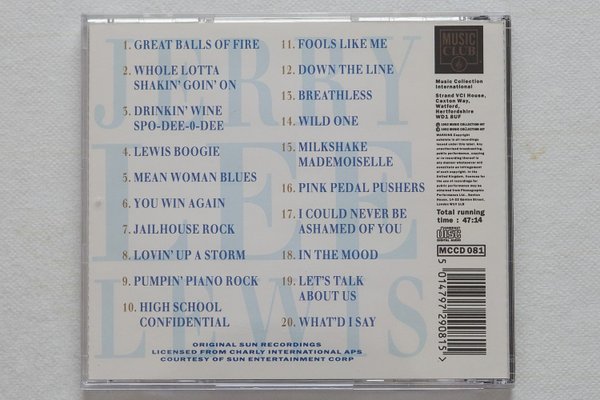 JERRY
LEE
LEWIS
1. GREAT BALLS OF FIRE
2. WHOLE LOTTA
SHAKIN' GOIN' ON
3. DRINKIN' WINE
SPO-DEE-O-DEE
4. LEWIS BOOGIE
5. MEAN WOMAN BLUES
6. YOU WIN AGAIN
7. JAILHOUSE ROCK
8. LOVIN' UP A STORM
9. PUMPIN' PIANO ROCK
10. HIGH SCHOOL
CONFIDENTIAL
11. FOOLS LIKE ME
12. DOWN THE LINE
13. BREATHLESS
14. WILD ONE
15. MILKSHAKE
MADEMOISELLE
16. PINK PEDAL PUSHERS
17. I COULD NEVER BE
ASHAMED OF YOU
18. IN THE MOOD
19. LET'S TALK
ABOUT US
20. WHAT'D I SAY
ORIGINAL SUN RECORDINGS
LICENSED FROM CHARLY INTERNATIONAL APS
COURTESY OF SUN ENTERTAINMENT CORP
MUSIC
CLUB
Music Collection
International
Strand VCI House,
Caxton Way,
Watford,
Hertfordshire
WD1 8UF
Total running
time : 47:14
COMPACT
disc
DIGITAL AUDIO
MCCD 081
5 014797 290815 >